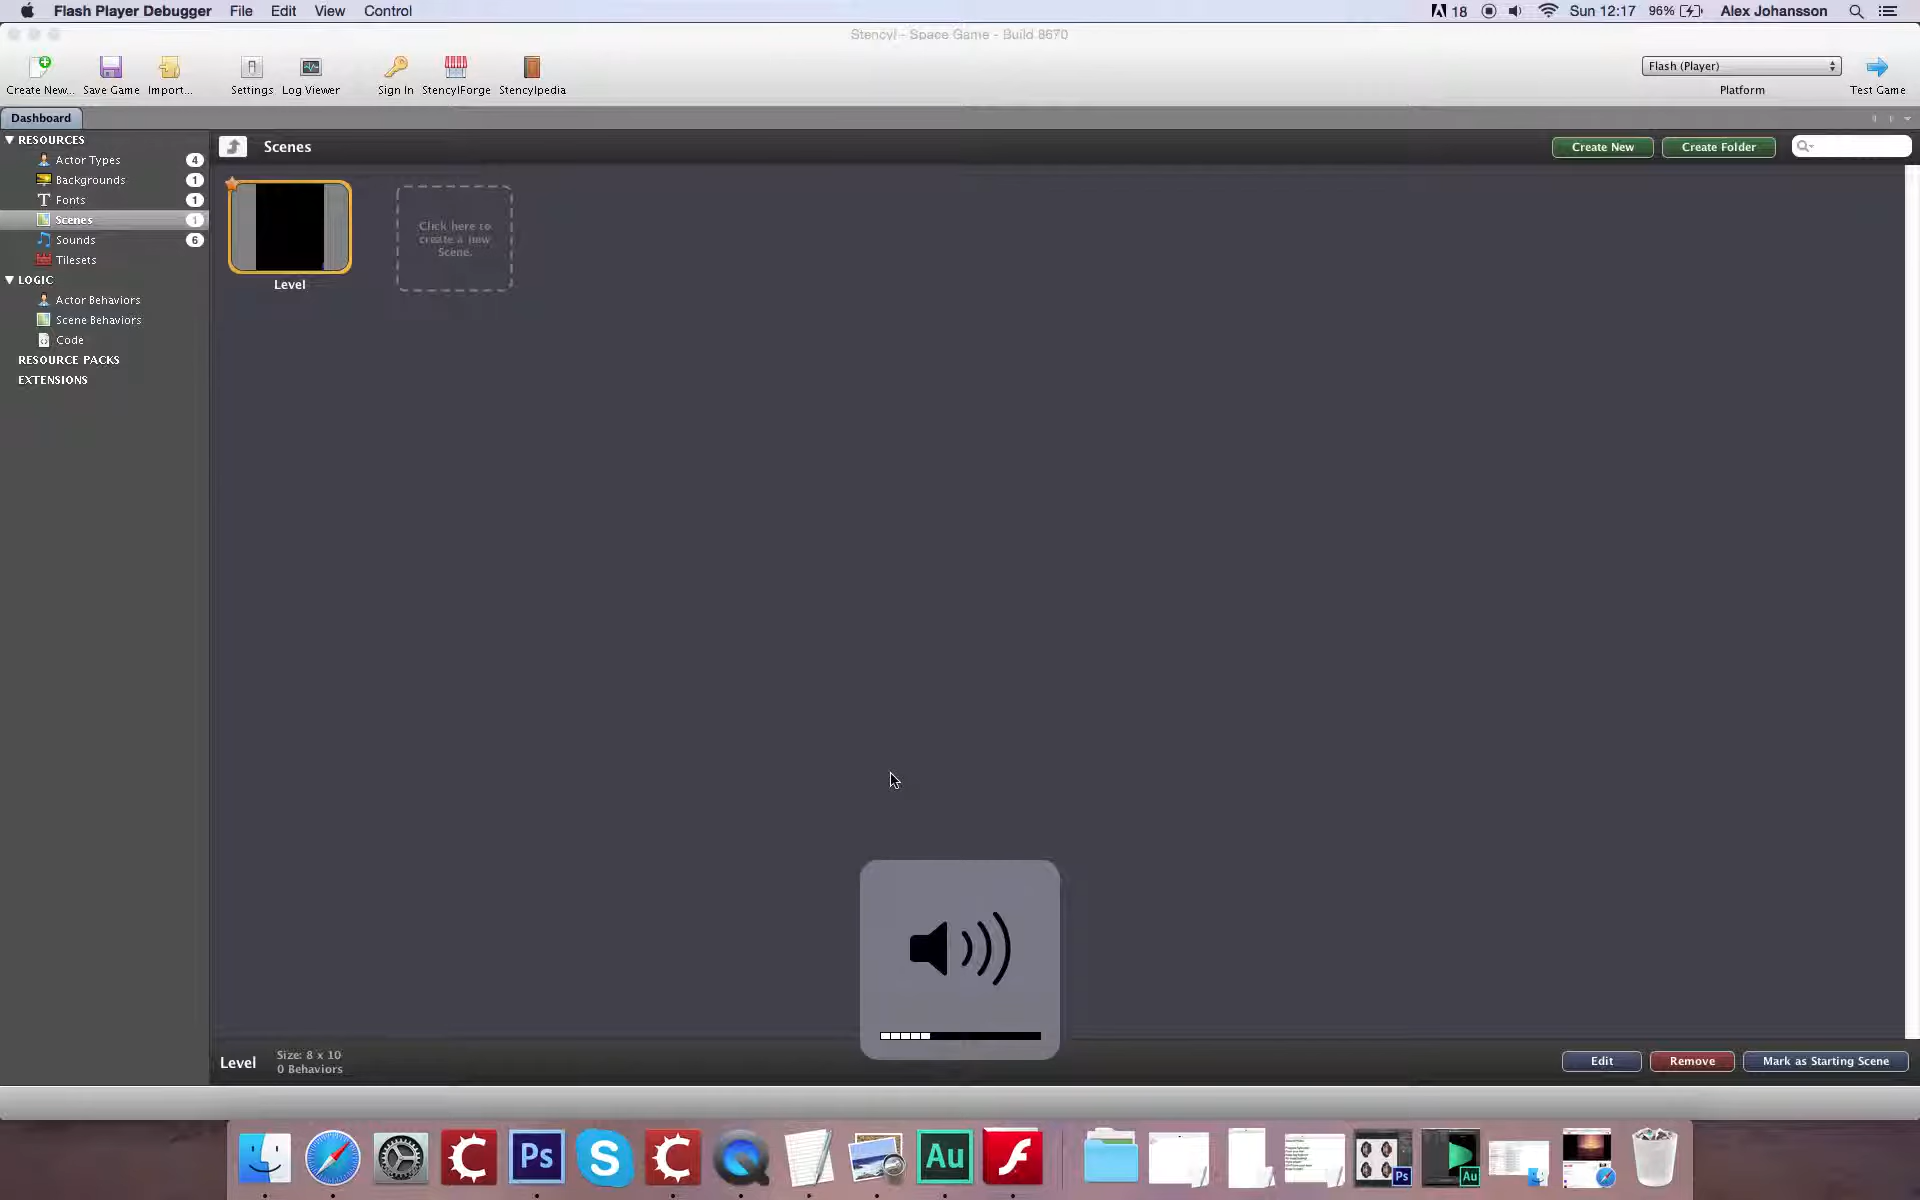 Flash Player Debugger File Edit View Control 18 Sun 12:17 96% Alex Johansson
Stencyl - Space Game - Build 8670
Create New... Save Game Import... Settings Log Viewer Sign In StencylForge Stencylpedia Flash (Player) Platform Test Game
Dashboard
RESOURCES
Actor Types 4
Backgrounds 1
Fonts 1
Scenes 1
Sounds 6
Tilesets
LOGIC
Actor Behaviors
Scene Behaviors
Code
RESOURCE PACKS
EXTENSIONS
Scenes Create New Create Folder
Click here to
create a new
Scene.
Level
Level Size: 8 x 10
0 Behaviors
Edit Remove Mark as Starting Scene
Ps S Au
Ps Au